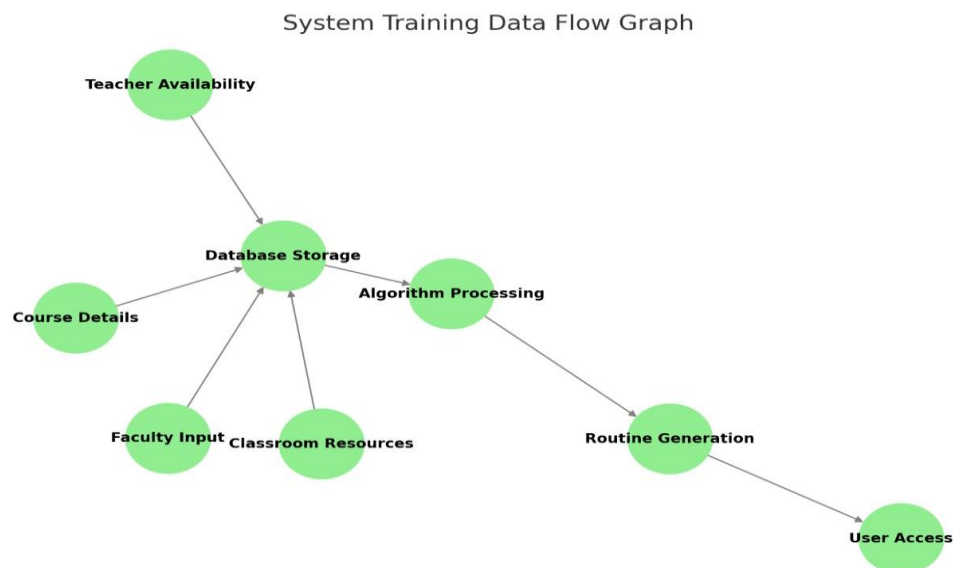 System Training Data Flow Graph
Teacher Availability
Database Storage
Algorithm Processing
Course Details
Faculty Input
Classroom Resources
Routine Generation
User Access